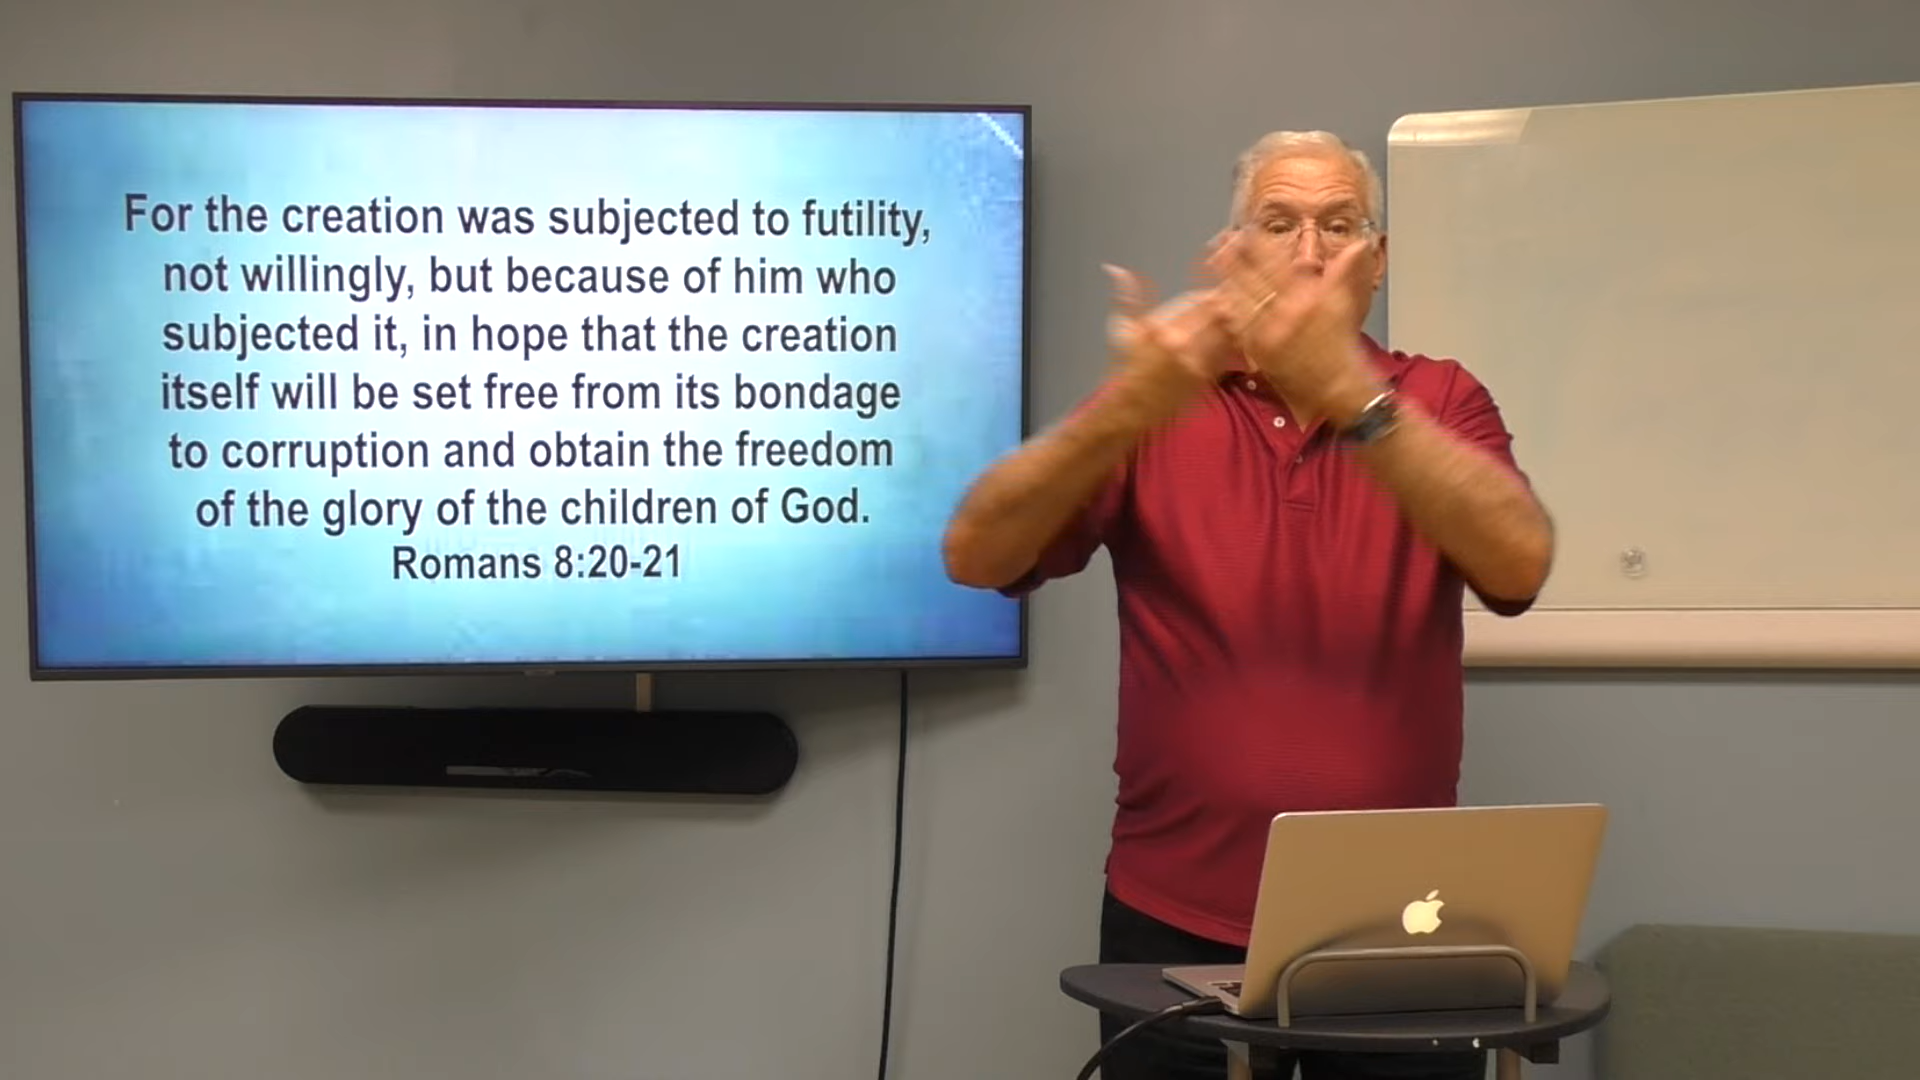 For the creation was subjected to futility,
not willingly, but because of him who
subjected it, in hope that the creation
itself will be set free from its bondage
to corruption and obtain the freedom
of the glory of the children of God.
Romans 8:20-21